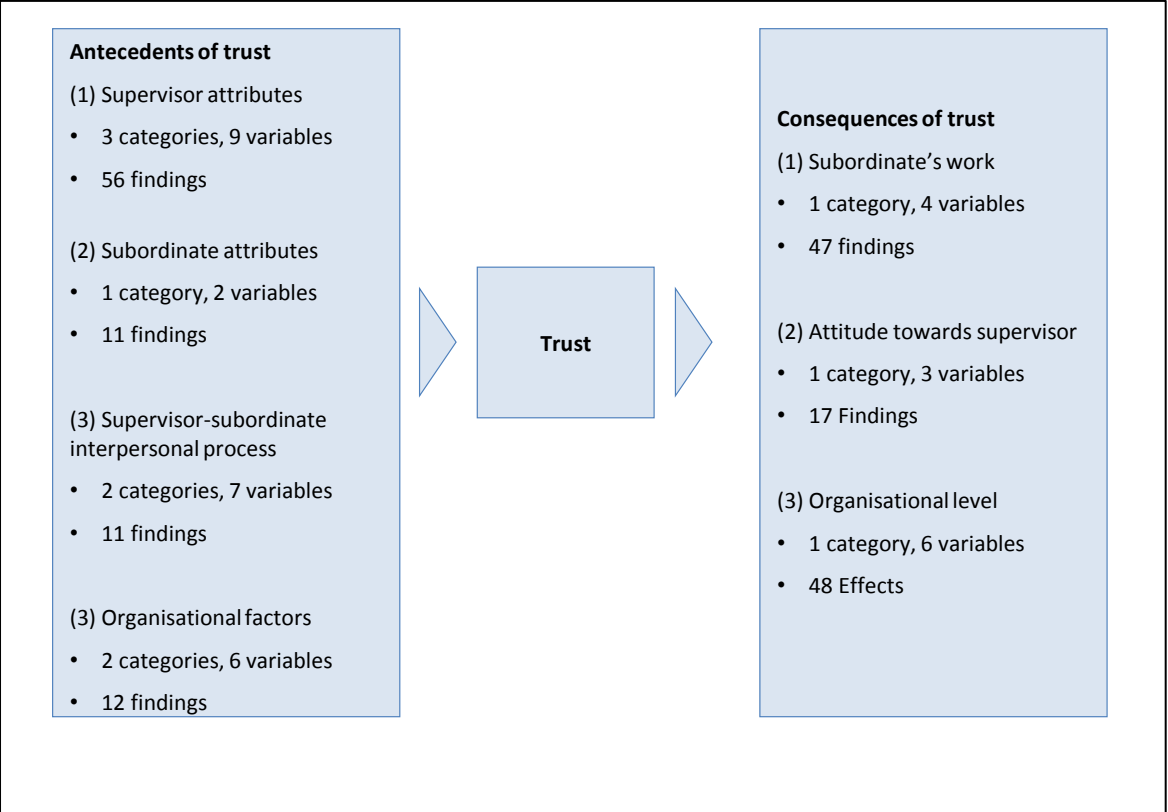 Antecedents of trust
(1) Supervisor attributes
• 3 categories, 9 variables
• 56 findings
(2) Subordinate attributes
• 1 category, 2 variables
• 11 findings
(3) Supervisor-subordinate
interpersonal process
• 2 categories, 7 variables
• 11 findings
(3) Organisational factors
• 2 categories, 6 variables
• 12 findings
Trust
Consequences of trust
(1) Subordinate’s work
• 1 category, 4 variables
• 47 findings
(2) Attitude towards supervisor
• 1 category, 3 variables
• 17 Findings
(3) Organisational level
• 1 category, 6 variables
• 48 Effects